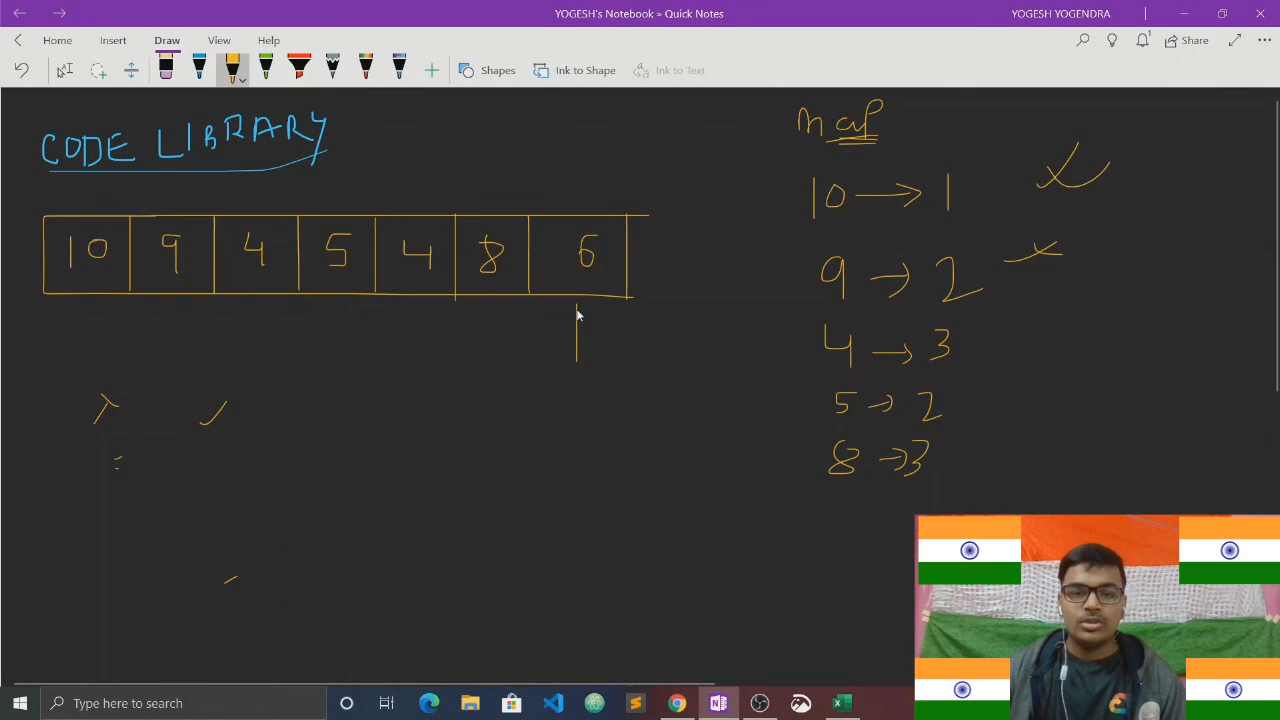 YOGESH's Notebook » Quick Notes
YOGESH YOGENDRA
Home Insert Draw View Help
Share
Shapes
Ink to Shape
Ink to Text
CODE LIBRARY
10 9 4 5 4 8 6
Map
10 → 1
9 → 2
4 → 3
5 → 2
8 → 3
Type here to search